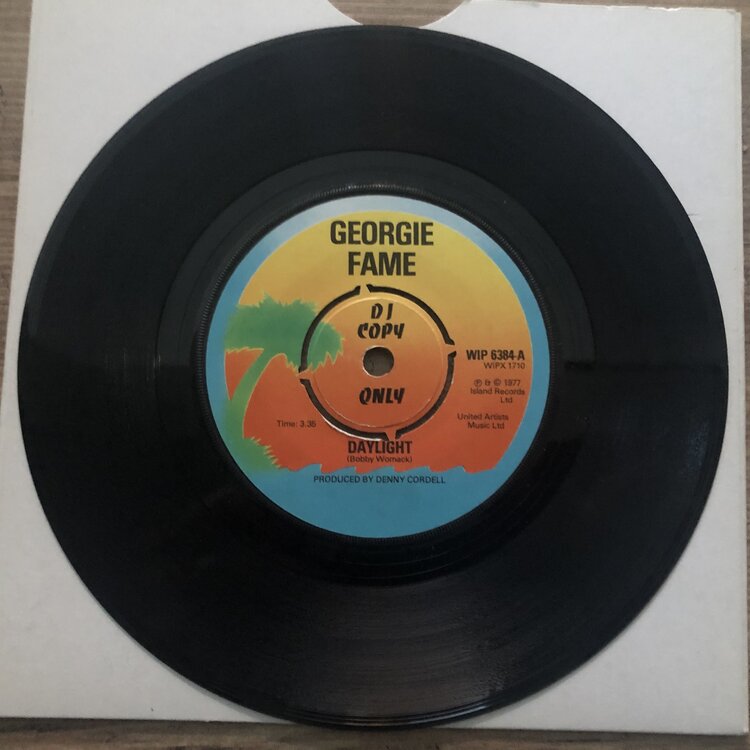 GEORGIE
FAME
DJ
COPY
ONLY
WIP 6384-A
WIPX 1710
℗ & © 1977
Island Records
Ltd
United Artists
Music Ltd
Time: 3.35
DAYLIGHT
(Bobby Womack)
PRODUCED BY DENNY CORDELL